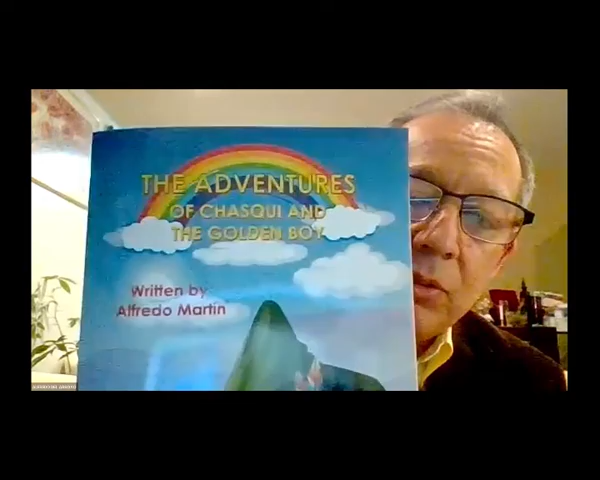 THE ADVENTURES
OF CHASQUI AND
THE GOLDEN BOY
Written by
Alfredo Martin